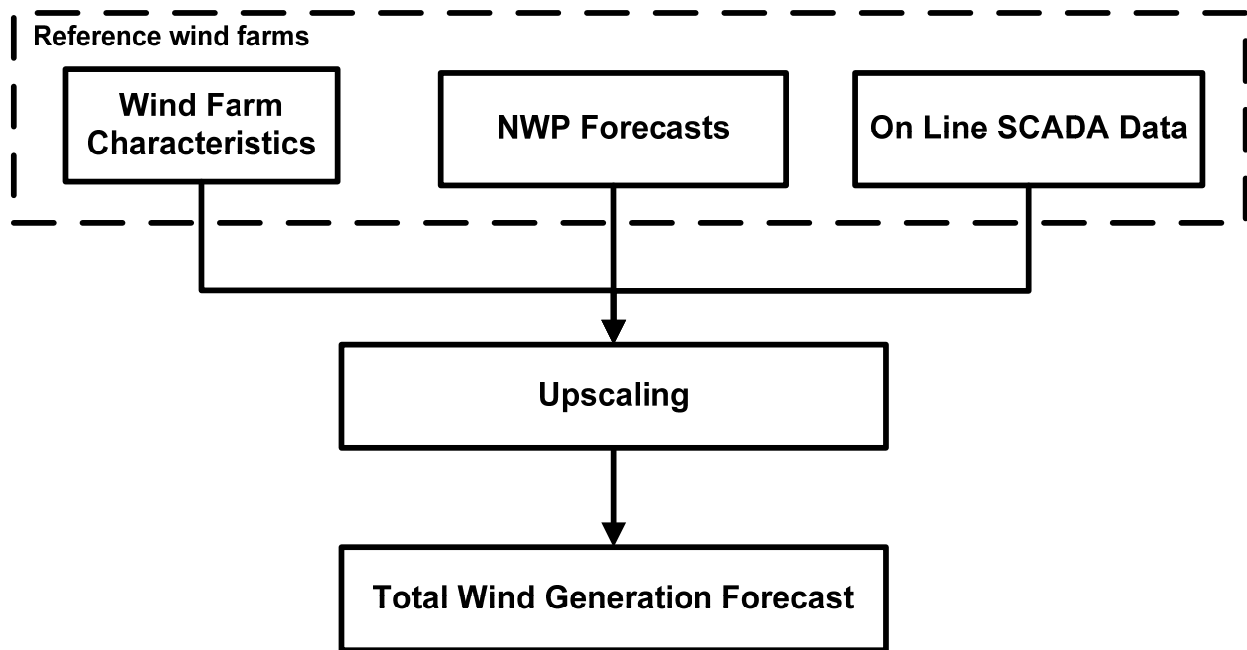 Reference wind farms
Wind Farm
Characteristics
NWP Forecasts
On Line SCADA Data
Upscaling
Total Wind Generation Forecast